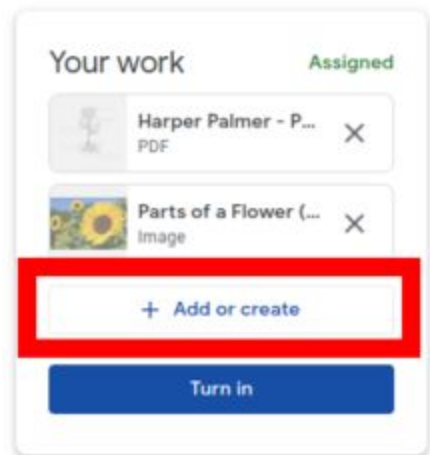 Your work
Assigned
Harper Palmer - P...
PDF
Parts of a Flower (...
Image
+ Add or create
Turn in